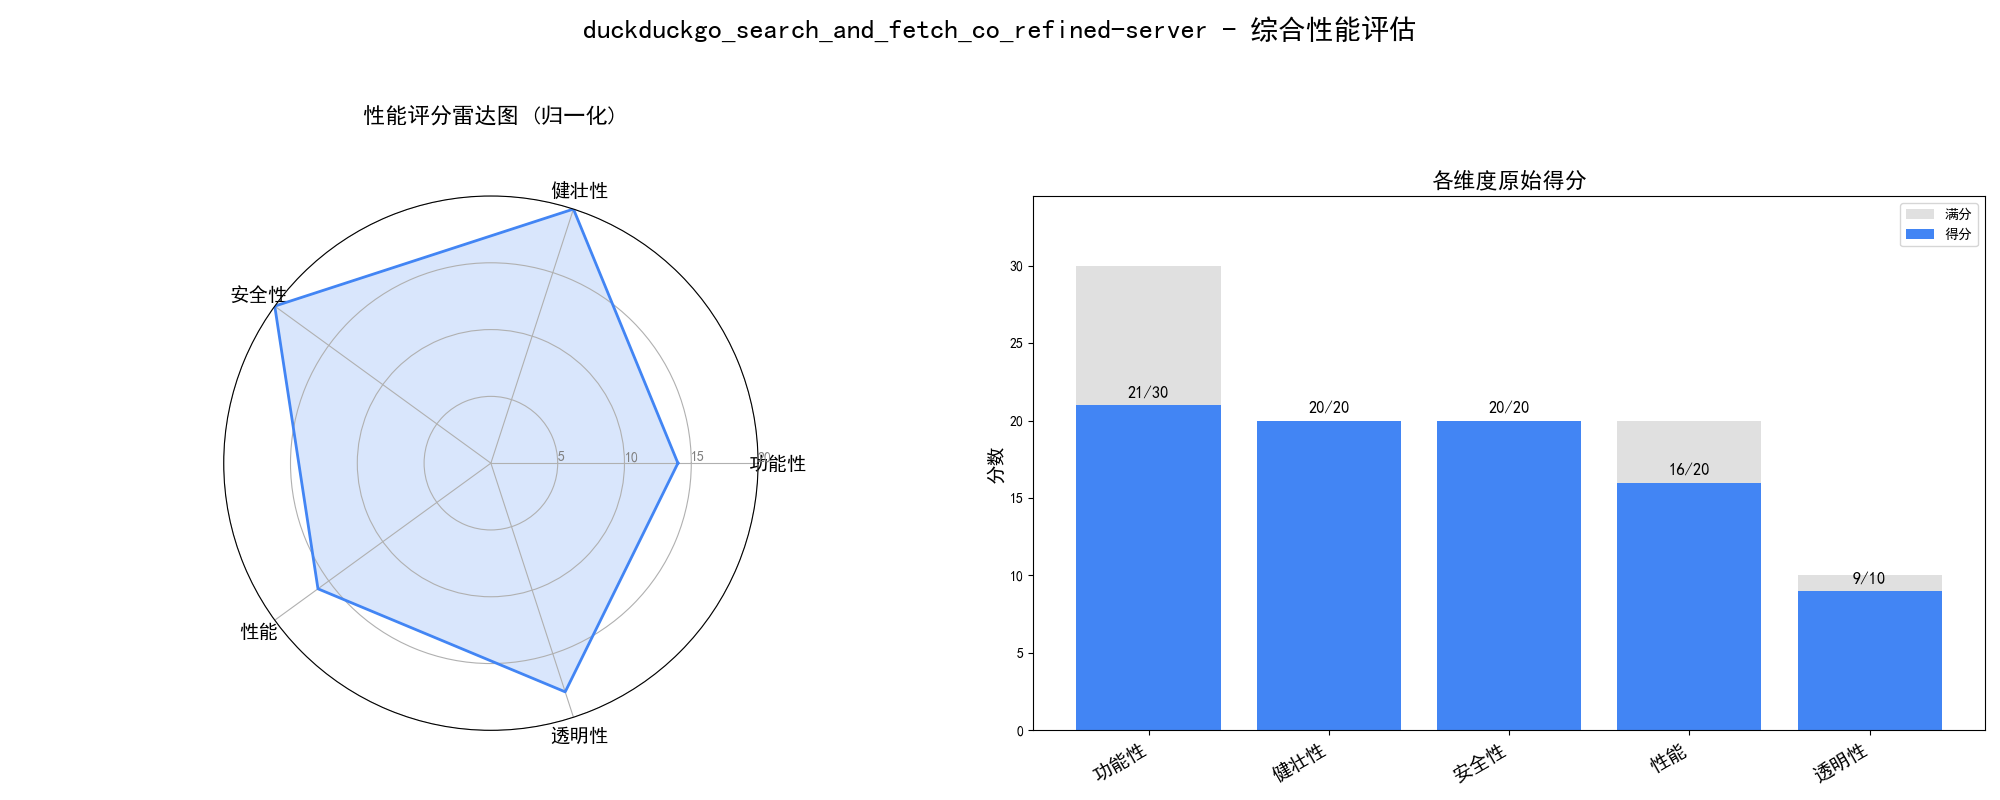 duckduckgo_search_and_fetch_co_refined-server - 综合性能评估
性能评分雷达图 (归一化)
健壮性
安全性
功能性
性能
透明性
5
10
15
20
各维度原始得分
满分
得分
分数
30
25
20
15
10
5
0
21/30
20/20
20/20
16/20
9/10
功能性
健壮性
安全性
性能
透明性